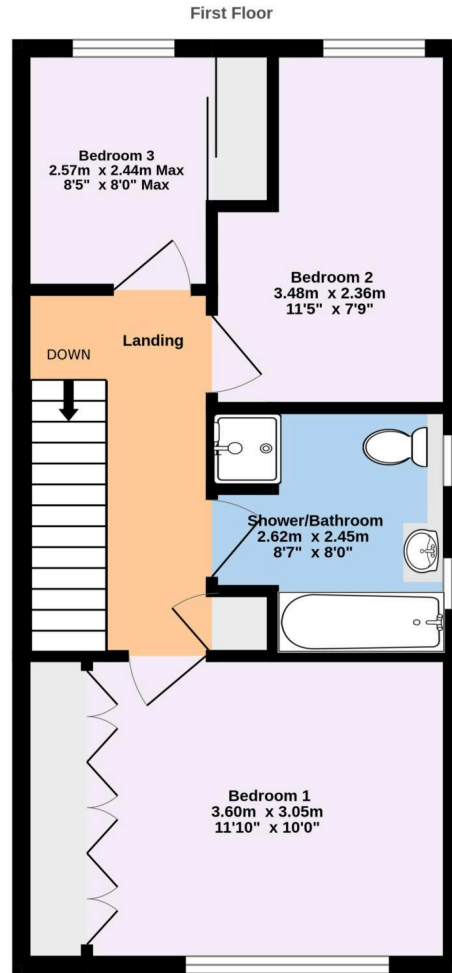 First Floor
Bedroom 3
2.57m x 2.44m Max
8'5" x 8'0" Max
Bedroom 2
3.48m x 2.36m
11'5" x 7'9"
Landing
DOWN
Shower/Bathroom
2.62m x 2.45m
8'7" x 8'0"
Bedroom 1
3.60m x 3.05m
11'10" x 10'0"